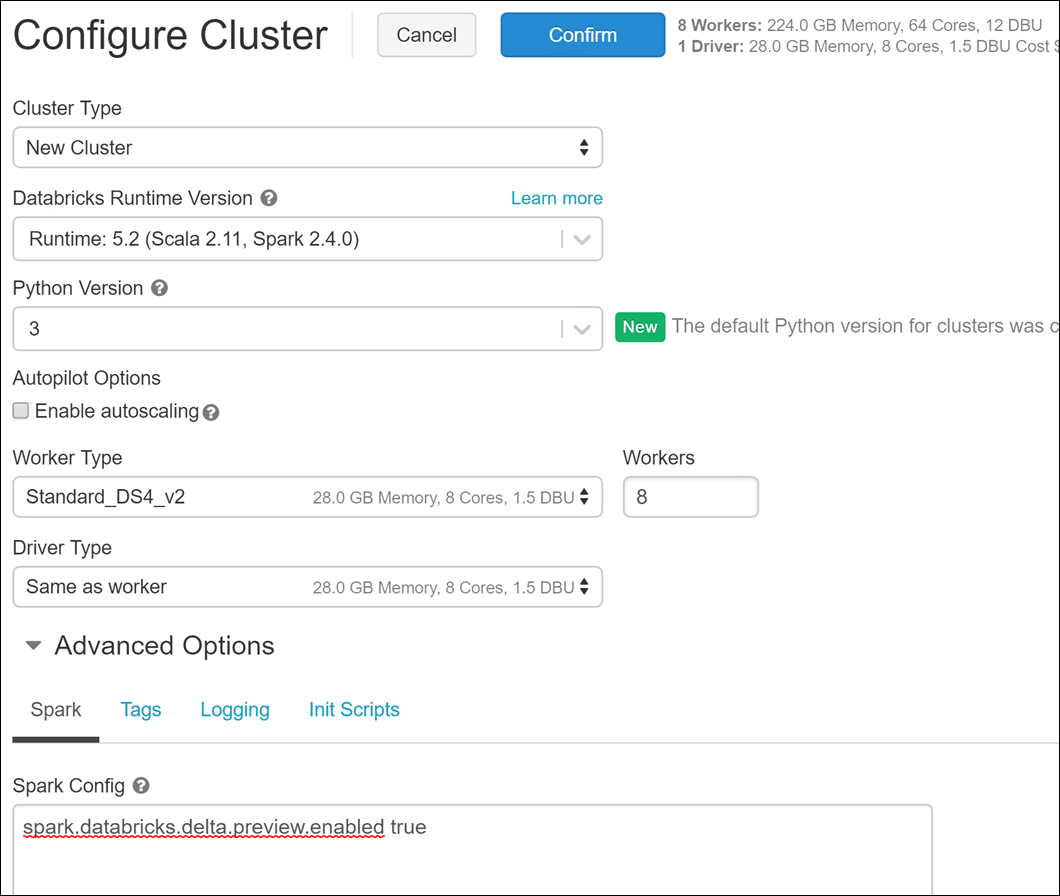 Configure Cluster
Cancel
Confirm
8 Workers: 224.0 GB Memory, 64 Cores, 12 DBU
1 Driver: 28.0 GB Memory, 8 Cores, 1.5 DBU Cost
Cluster Type
New Cluster
Databricks Runtime Version ?
Learn more
Runtime: 5.2 (Scala 2.11, Spark 2.4.0)
Python Version ?
3
New The default Python version for clusters was
Autopilot Options
Enable autoscaling ?
Worker Type
Workers
Standard_DS4_v2 28.0 GB Memory, 8 Cores, 1.5 DBU
8
Driver Type
Same as worker 28.0 GB Memory, 8 Cores, 1.5 DBU
Advanced Options
Spark Tags Logging Init Scripts
Spark Config ?
spark.databricks.delta.preview.enabled true